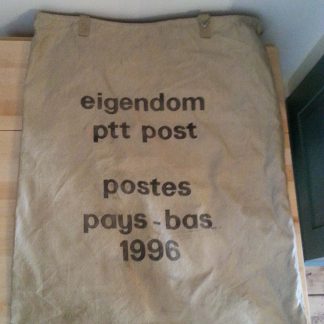 eigendom
ptt post
postes
pays-bas
1996